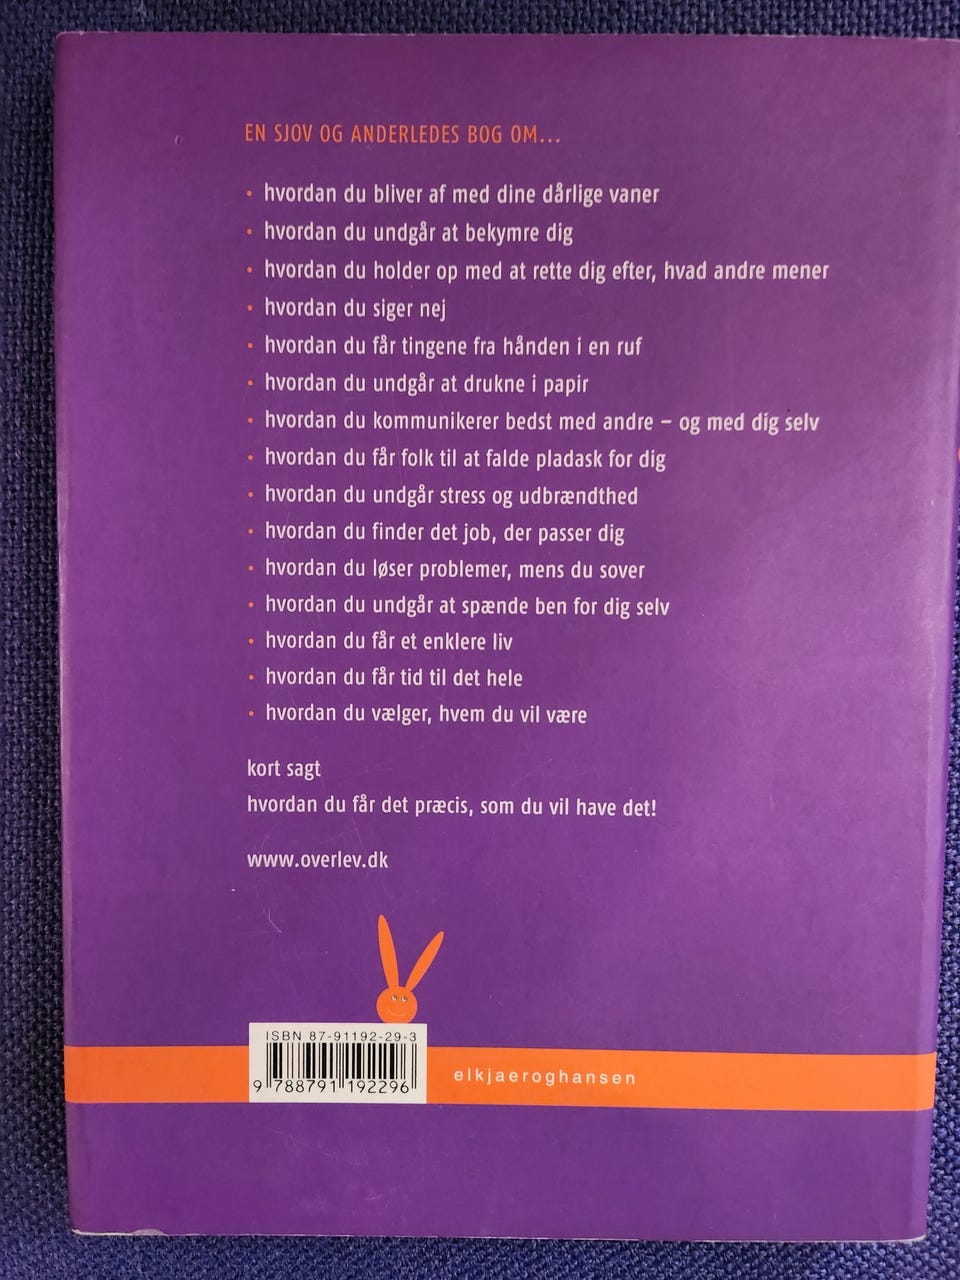 EN SJOV OG ANDERLEDES BOG OM...
• hvordan du bliver af med dine dårlige vaner
• hvordan du undgår at bekymre dig
• hvordan du holder op med at rette dig efter, hvad andre mener
• hvordan du siger nej
• hvordan du får tingene fra hånden i en ruf
• hvordan du undgår at drukne i papir
• hvordan du kommunikerer bedst med andre – og med dig selv
• hvordan du får folk til at falde pladask for dig
• hvordan du undgår stress og udbrændthed
• hvordan du finder det job, der passer dig
• hvordan du løser problemer, mens du sover
• hvordan du undgår at spænde ben for dig selv
• hvordan du får et enklere liv
• hvordan du får tid til det hele
• hvordan du vælger, hvem du vil være
kort sagt
hvordan du får det præcis, som du vil have det!
www.overlev.dk
ISBN 87-91192-29-3
9 788791 192296
elkjaeroghansen